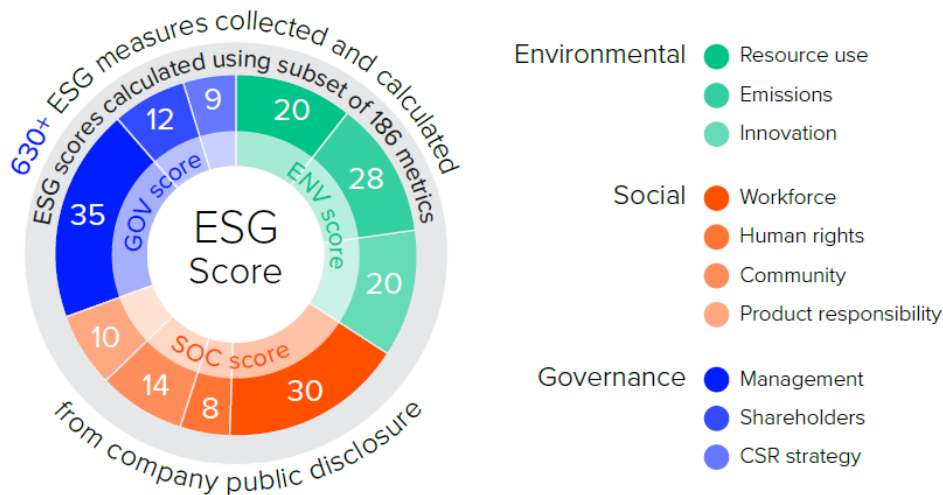 630+ ESG measures collected and calculated
ESG scores calculated using subset of 186 metrics
from company public disclosure
ESG
Score
ENV score
20
28
20
SOC score
30
8
14
10
GOV score
35
12
9
Environmental
Resource use
Emissions
Innovation
Social
Workforce
Human rights
Community
Product responsibility
Governance
Management
Shareholders
CSR strategy